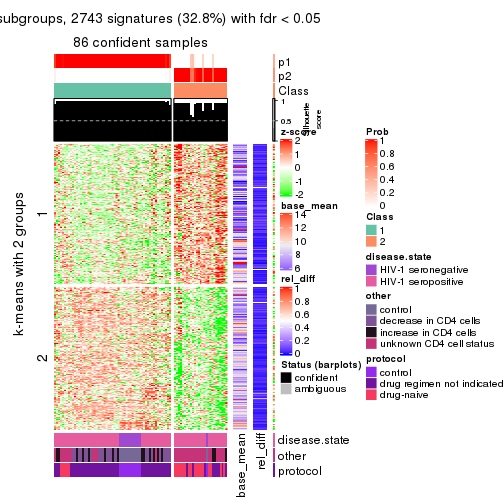 subgroups, 2743 signatures (32.8%) with fdr < 0.05
86 confident samples
p1
p2
Class
1
0.5
silhouette
score
k-means with 2 groups
1
2
z-score
2
1
0
-1
-2
base_mean
14
12
10
8
6
rel_diff
1
0.8
0.6
0.4
0.2
0
Status (barplots)
confident
ambiguous
Prob
1
0.8
0.6
0.4
0.2
0
Class
1
2
disease.state
HIV-1 seronegative
HIV-1 seropositive
other
control
decrease in CD4 cells
increase in CD4 cells
unknown CD4 cell status
protocol
control
drug regimen not indicated
drug-naive
disease.state
other
protocol
base_mean
rel_diff